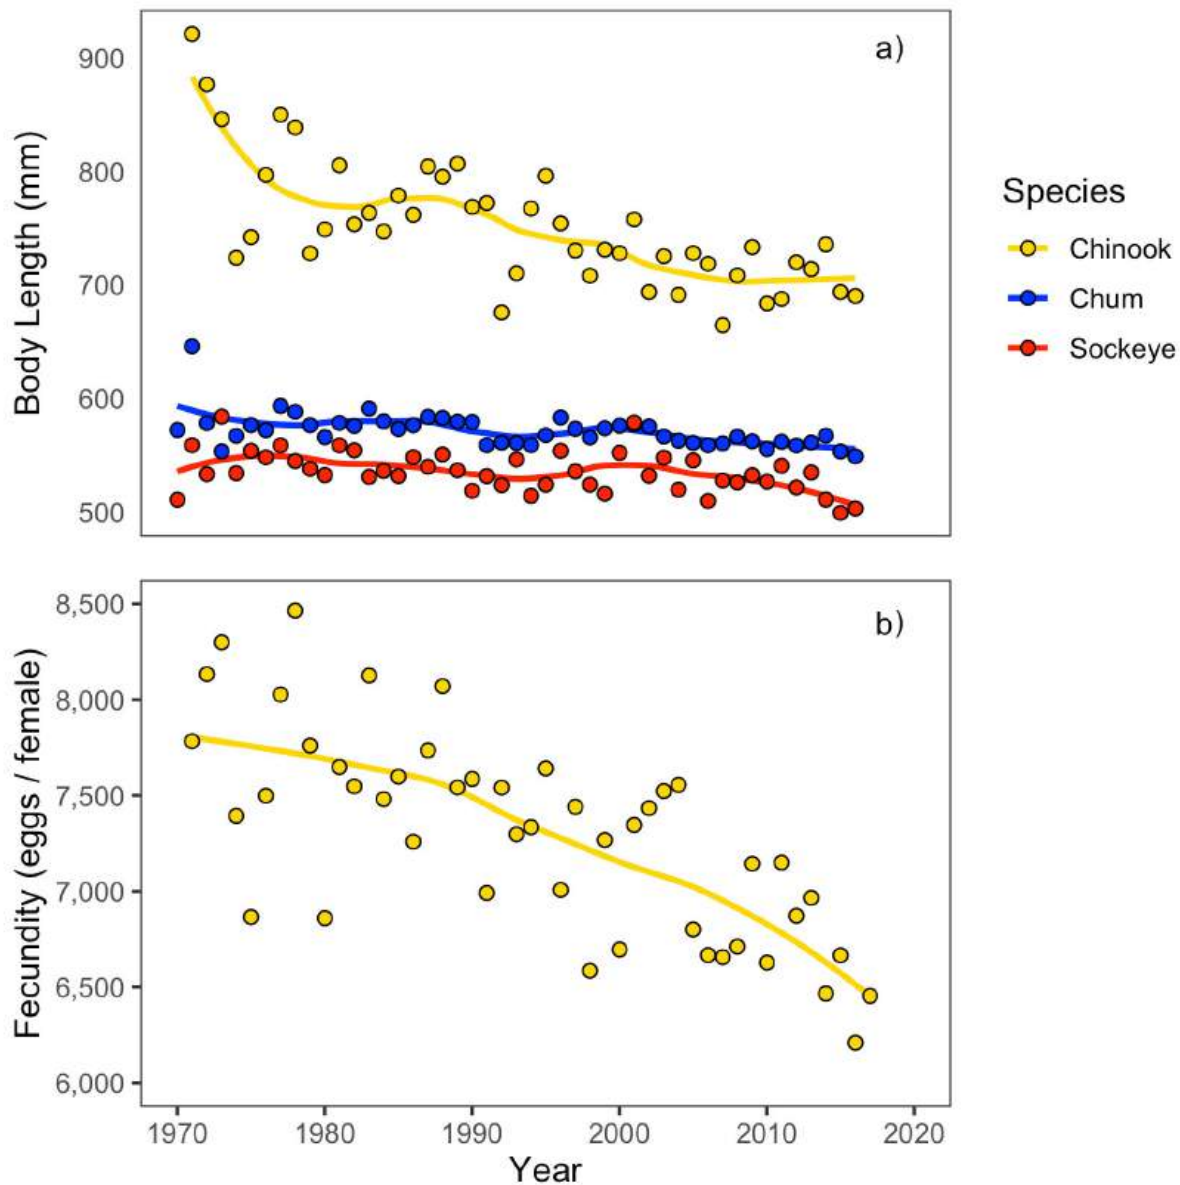 a)
900
800
700
600
500
Body Length (mm)
Species
Chinook
Chum
Sockeye
b)
8,500
8,000
7,500
7,000
6,500
6,000
Fecundity (eggs / female)
1970 1980 1990 2000 2010 2020
Year